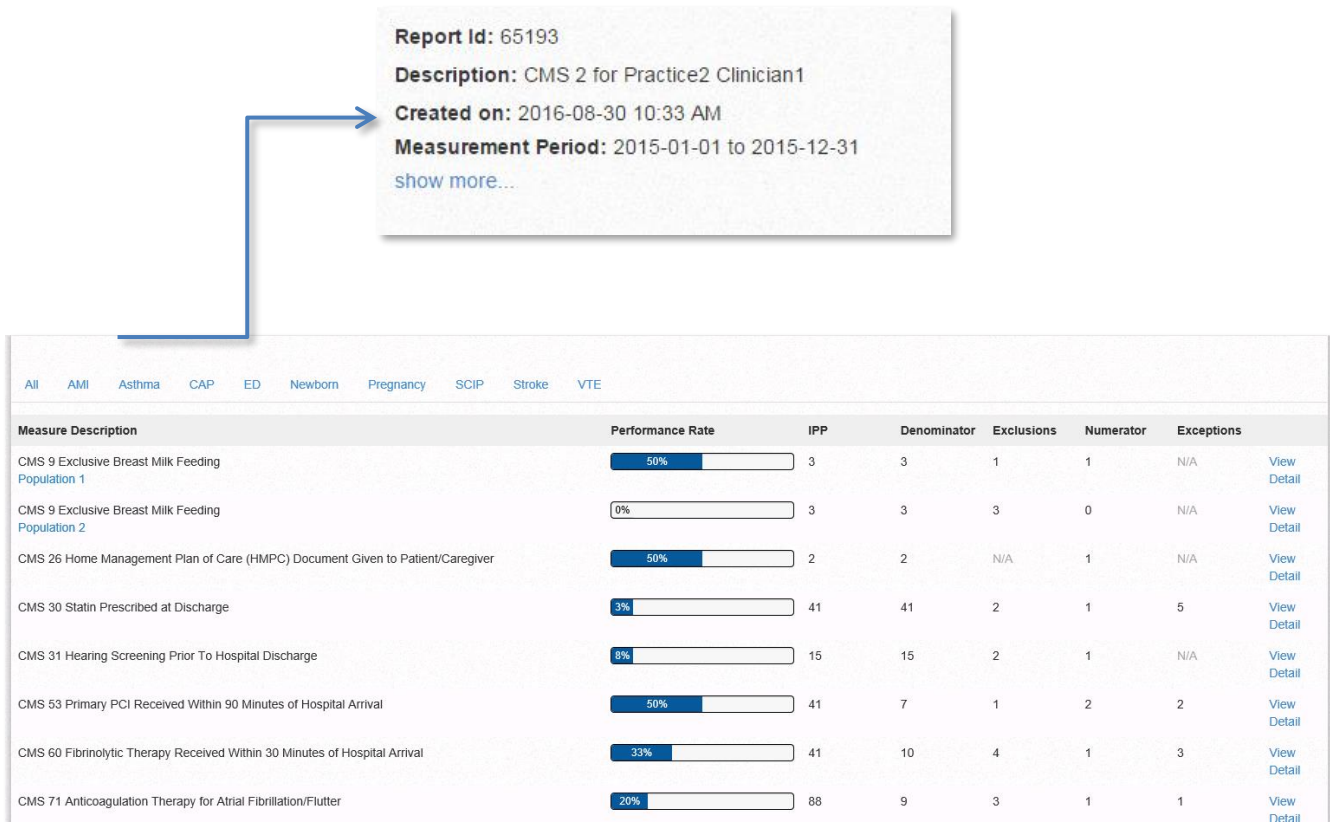 Report Id: 65193
Description: CMS 2 for Practice2 Clinician1
Created on: 2016-08-30 10:33 AM
Measurement Period: 2015-01-01 to 2015-12-31
show more...
All AMI Asthma CAP ED Newborn Pregnancy SCIP Stroke VTE
Measure Description Performance Rate IPP Denominator Exclusions Numerator Exceptions
CMS 9 Exclusive Breast Milk Feeding 50% 3 3 1 1 N/A View
Population 1 Detail
CMS 9 Exclusive Breast Milk Feeding 0% 3 3 3 0 N/A View
Population 2 Detail
CMS 26 Home Management Plan of Care (HMPC) Document Given to Patient/Caregiver 50% 2 2 N/A 1 N/A View
Detail
CMS 30 Statin Prescribed at Discharge 3% 41 41 2 1 5 View
Detail
CMS 31 Hearing Screening Prior To Hospital Discharge 8% 15 15 2 1 N/A View
Detail
CMS 53 Primary PCI Received Within 90 Minutes of Hospital Arrival 50% 41 7 1 2 2 View
Detail
CMS 60 Fibrinolytic Therapy Received Within 30 Minutes of Hospital Arrival 33% 41 10 4 1 3 View
Detail
CMS 71 Anticoagulation Therapy for Atrial Fibrillation/Flutter 20% 88 9 3 1 1 View
Detail